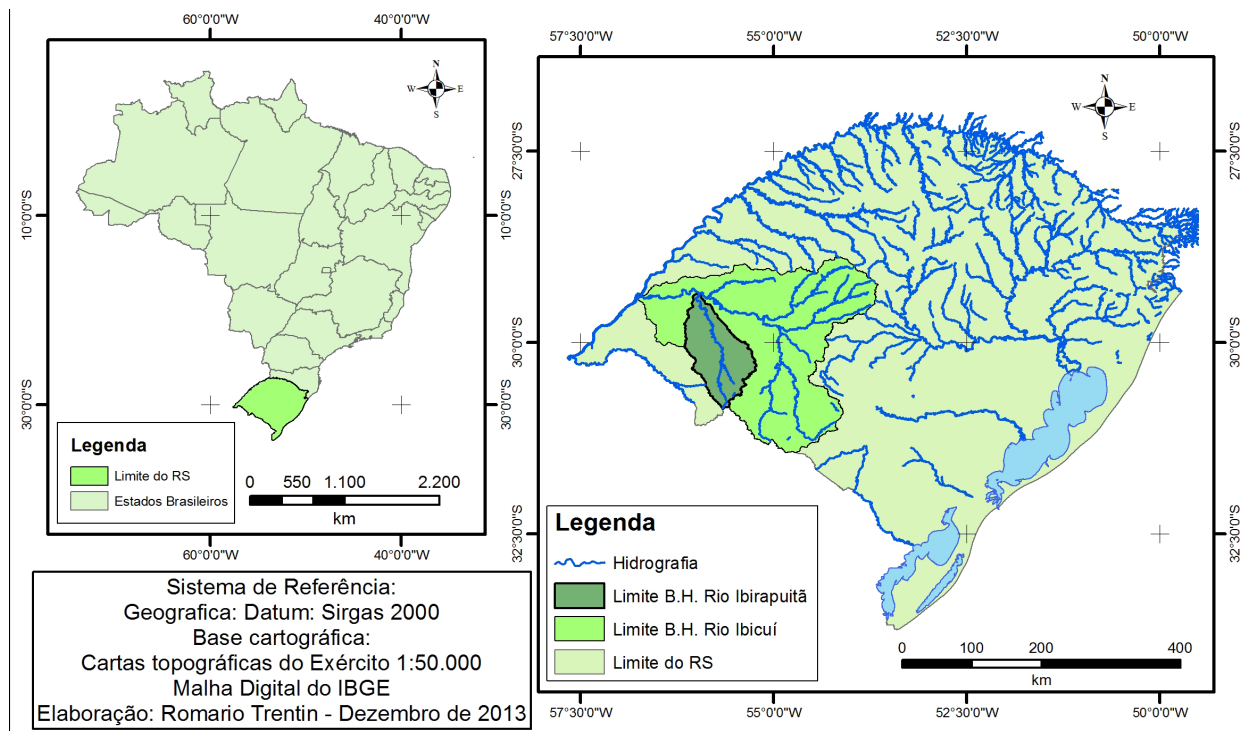 60°0'0"W 40°0'0"W
N
W E
S
10°0'0"S 10°0'0"S
30°0'0"S 30°0'0"S
Legenda
Limite do RS
Estados Brasileiros
0 550 1.100 2.200
km
60°0'0"W 40°0'0"W
Sistema de Referência:
Geografica: Datum: Sirgas 2000
Base cartográfica:
Cartas topográficas do Exército 1:50.000
Malha Digital do IBGE
Elaboração: Romario Trentin - Dezembro de 2013
57°30'0"W 55°0'0"W 52°30'0"W 50°0'0"W
N
W E
S
27°30'0"S 27°30'0"S
30°0'0"S 30°0'0"S
32°30'0"S 32°30'0"S
Legenda
Hidrografia
Limite B.H. Rio Ibirapuitã
Limite B.H. Rio Ibicuí
Limite do RS
0 100 200 400
km
57°30'0"W 55°0'0"W 52°30'0"W 50°0'0"W